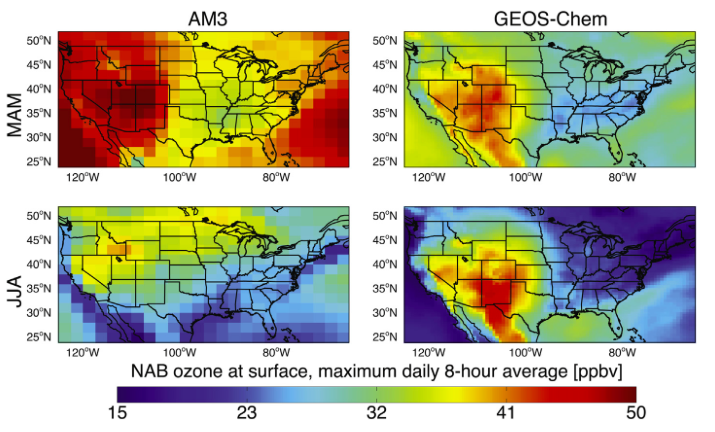 AM3 GEOS-Chem
MAM
50°N
45°N
40°N
35°N
30°N
25°N
120°W 100°W 80°W
50°N
45°N
40°N
35°N
30°N
25°N
120°W 100°W 80°W
JJA
50°N
45°N
40°N
35°N
30°N
25°N
120°W 100°W 80°W
50°N
45°N
40°N
35°N
30°N
25°N
120°W 100°W 80°W
NAB ozone at surface, maximum daily 8-hour average [ppbv]
15 23 32 41 50